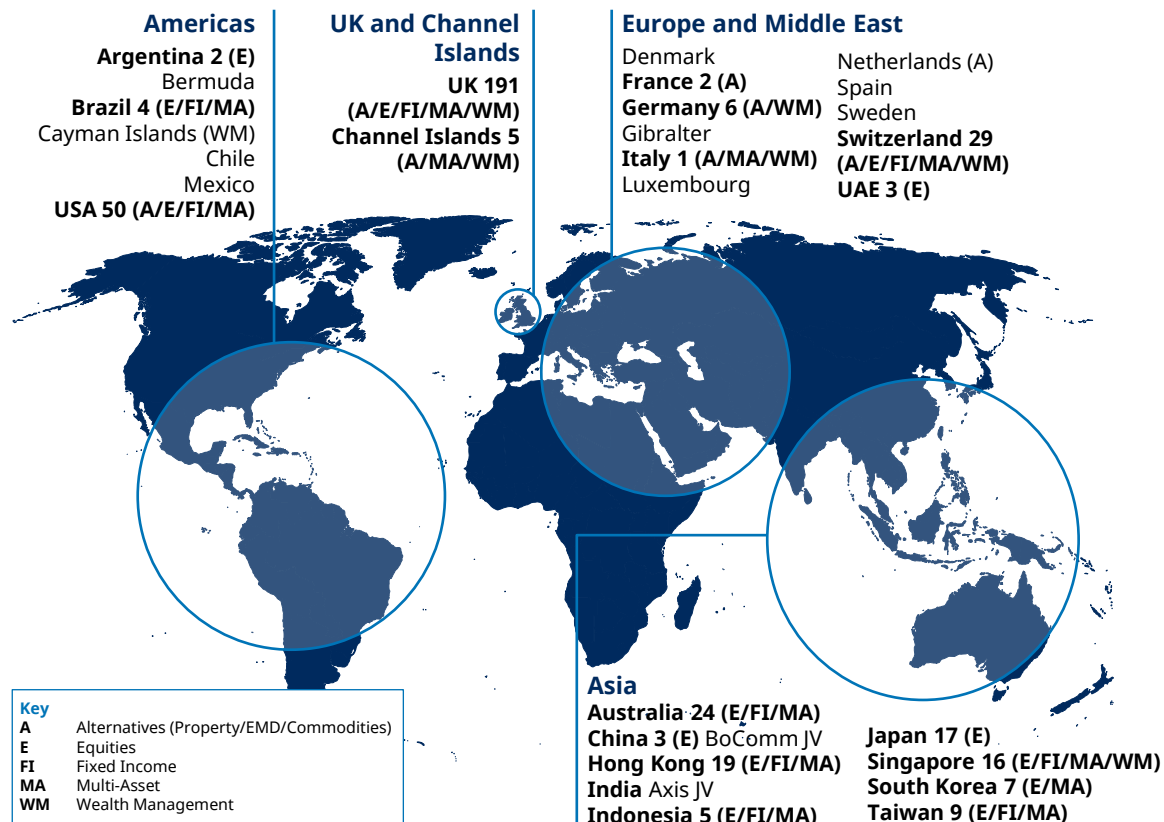 Americas
Argentina 2 (E)
Bermuda
Brazil 4 (E/FI/MA)
Cayman Islands (WM)
Chile
Mexico
USA 50 (A/E/FI/MA)
UK and Channel
Islands
UK 191
(A/E/FI/MA/WM)
Channel Islands 5
(A/MA/WM)
Europe and Middle East
Denmark
France 2 (A)
Germany 6 (A/WM)
Gibralter
Italy 1 (A/MA/WM)
Luxembourg
Netherlands (A)
Spain
Sweden
Switzerland 29
(A/E/FI/MA/WM)
UAE 3 (E)
Key
A Alternatives (Property/EMD/Commodities)
E Equities
FI Fixed Income
MA Multi-Asset
WM Wealth Management
Asia
Australia 24 (E/FI/MA)
China 3 (E) BoComm JV
Hong Kong 19 (E/FI/MA)
India Axis JV
Indonesia 5 (E/FI/MA)
Japan 17 (E)
Singapore 16 (E/FI/MA/WM)
South Korea 7 (E/MA)
Taiwan 9 (E/FI/MA)